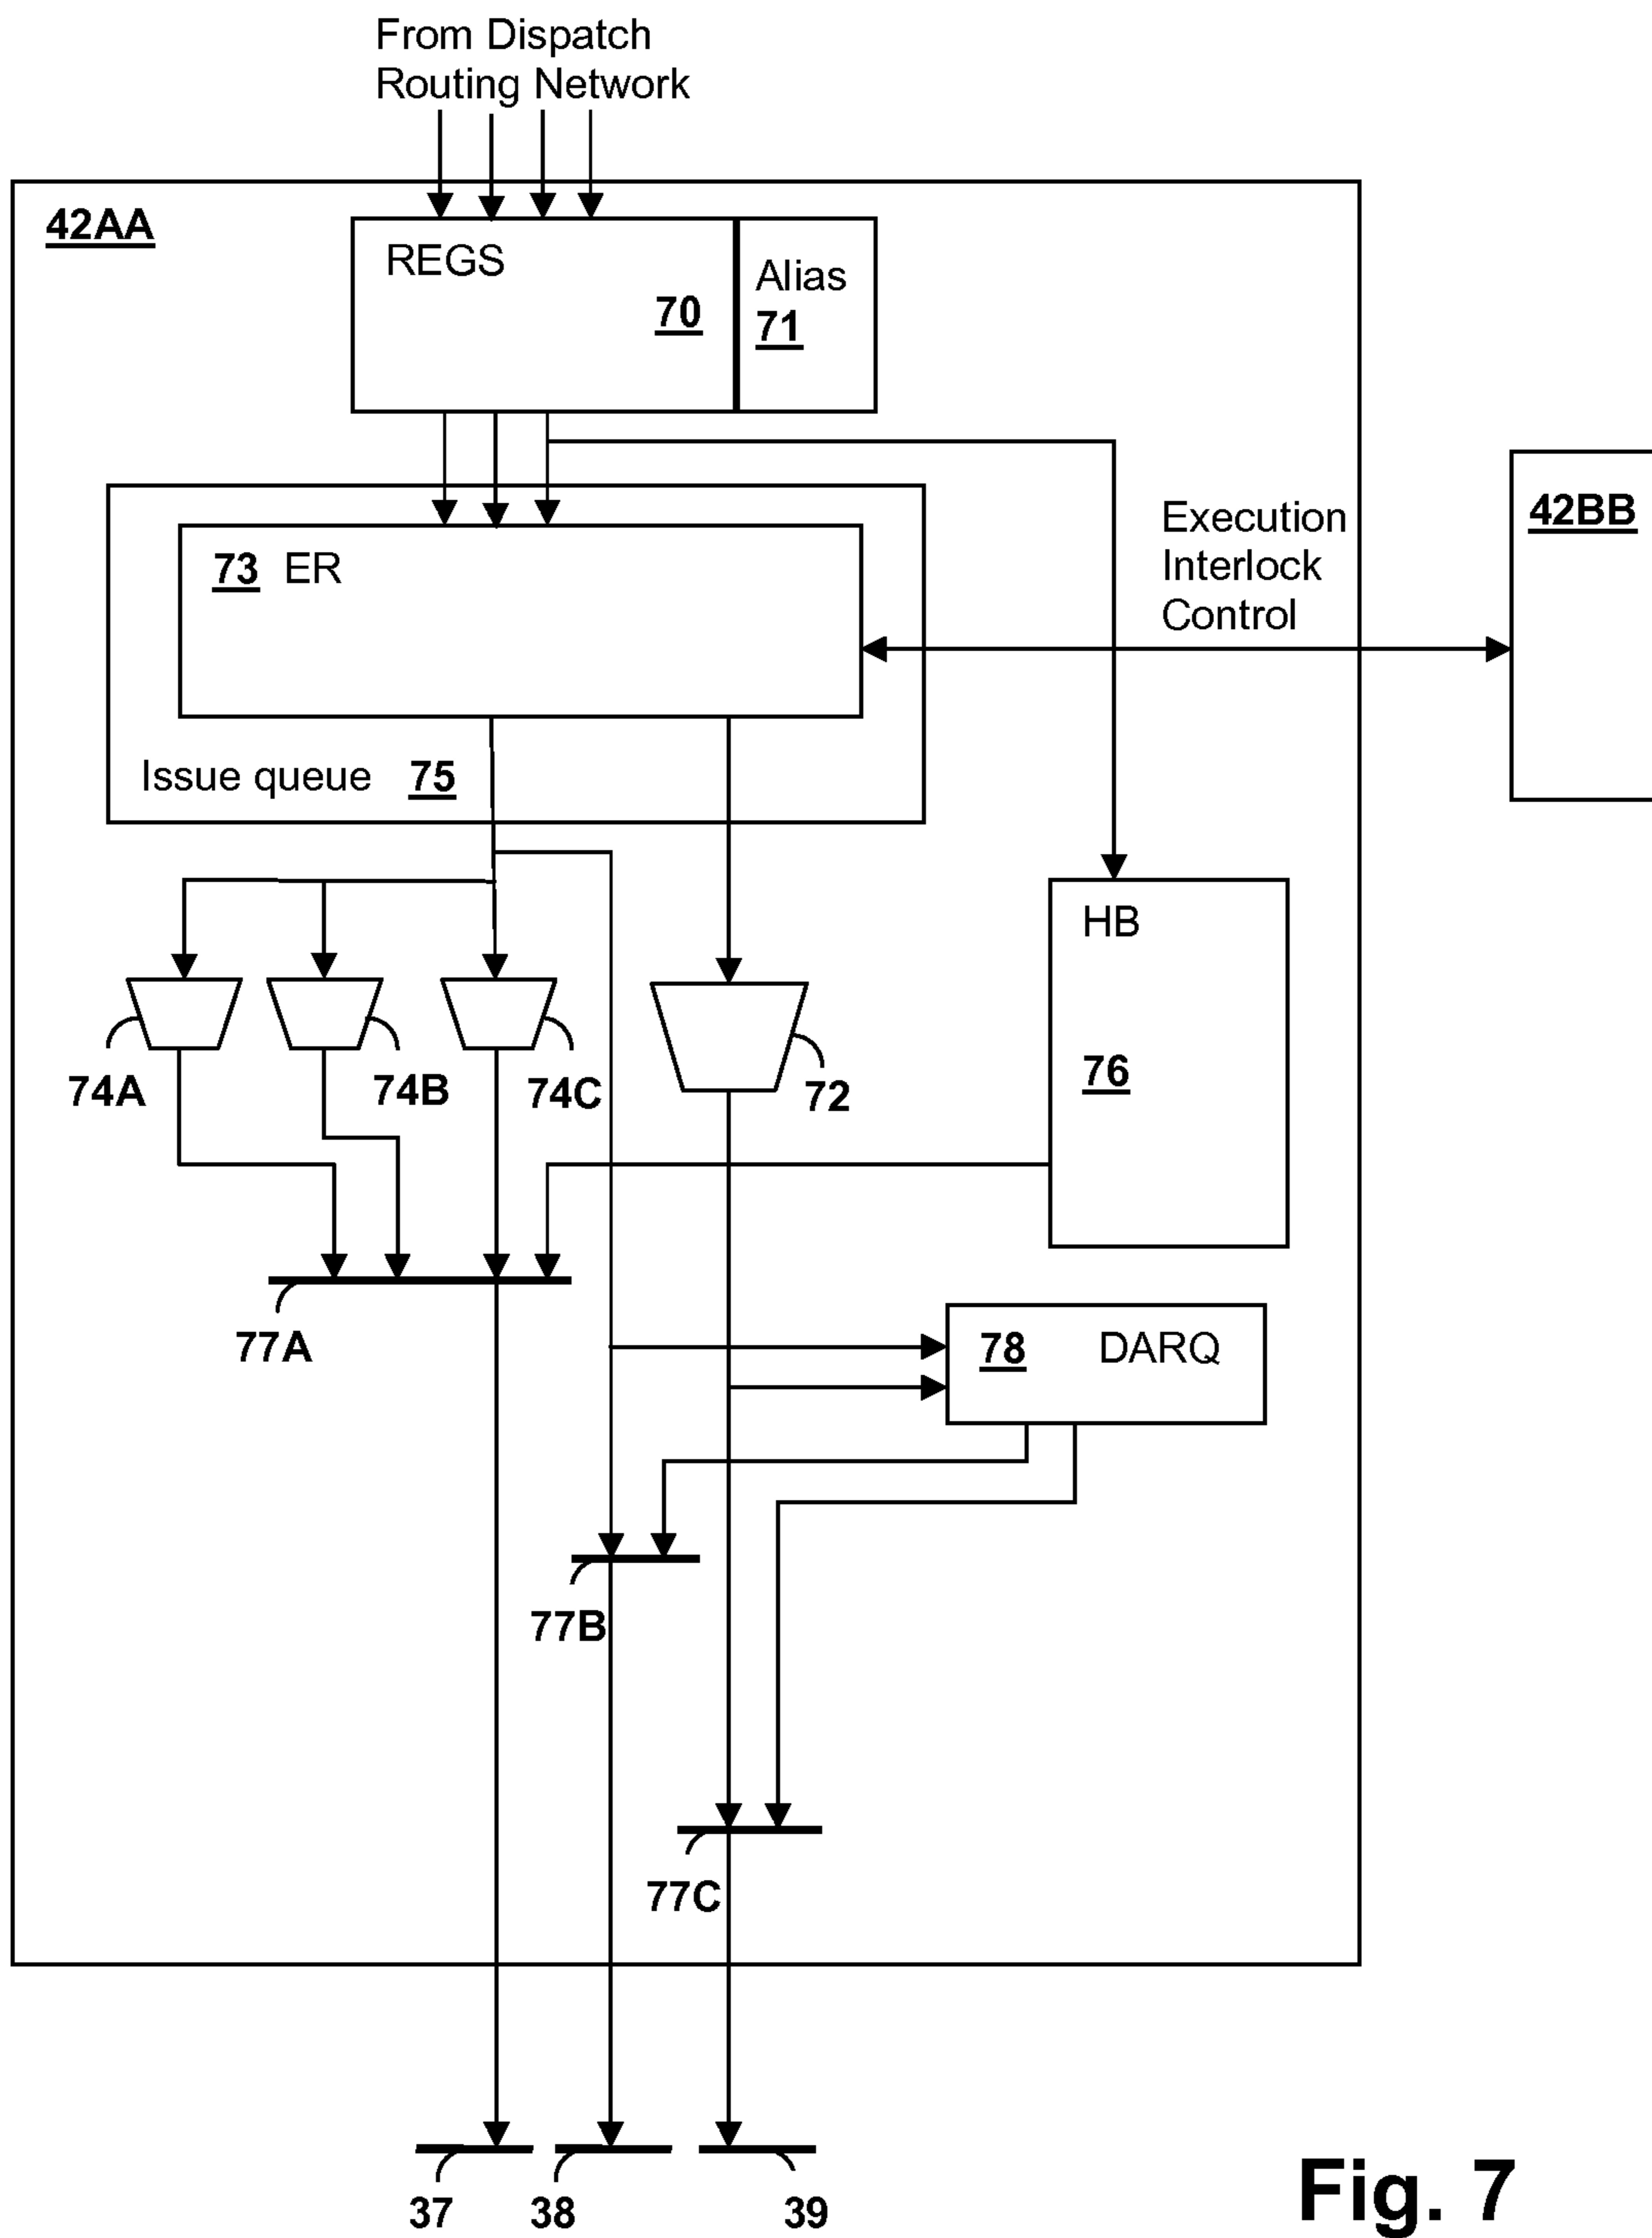 From Dispatch
Routing Network
42AA
REGS
70
Alias
71
42BB
Execution
Interlock
Control
73 ER
Issue queue 75
HB
76
74A
74B
74C
72
77A
78 DARQ
77B
77C
37
38
39
Fig. 7